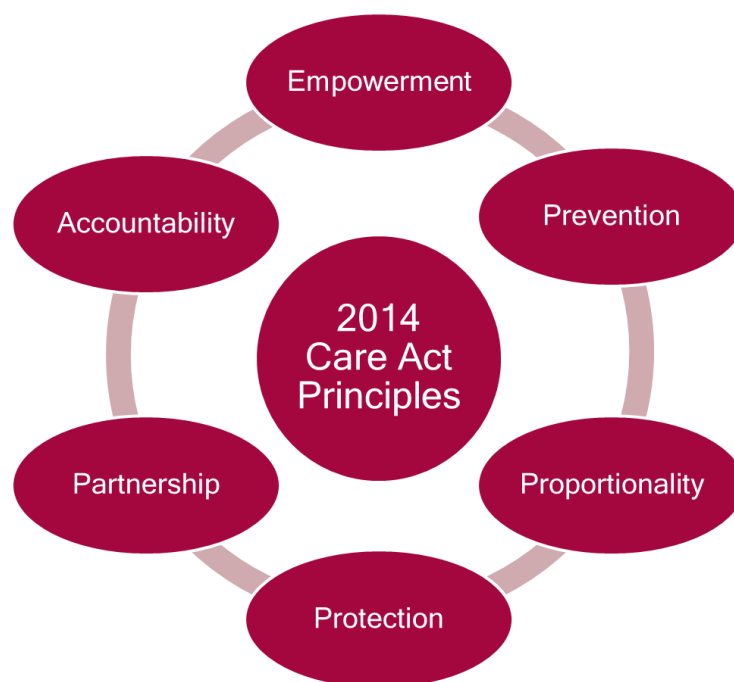 Empowerment
Prevention
Accountability
2014
Care Act
Principles
Partnership
Proportionality
Protection